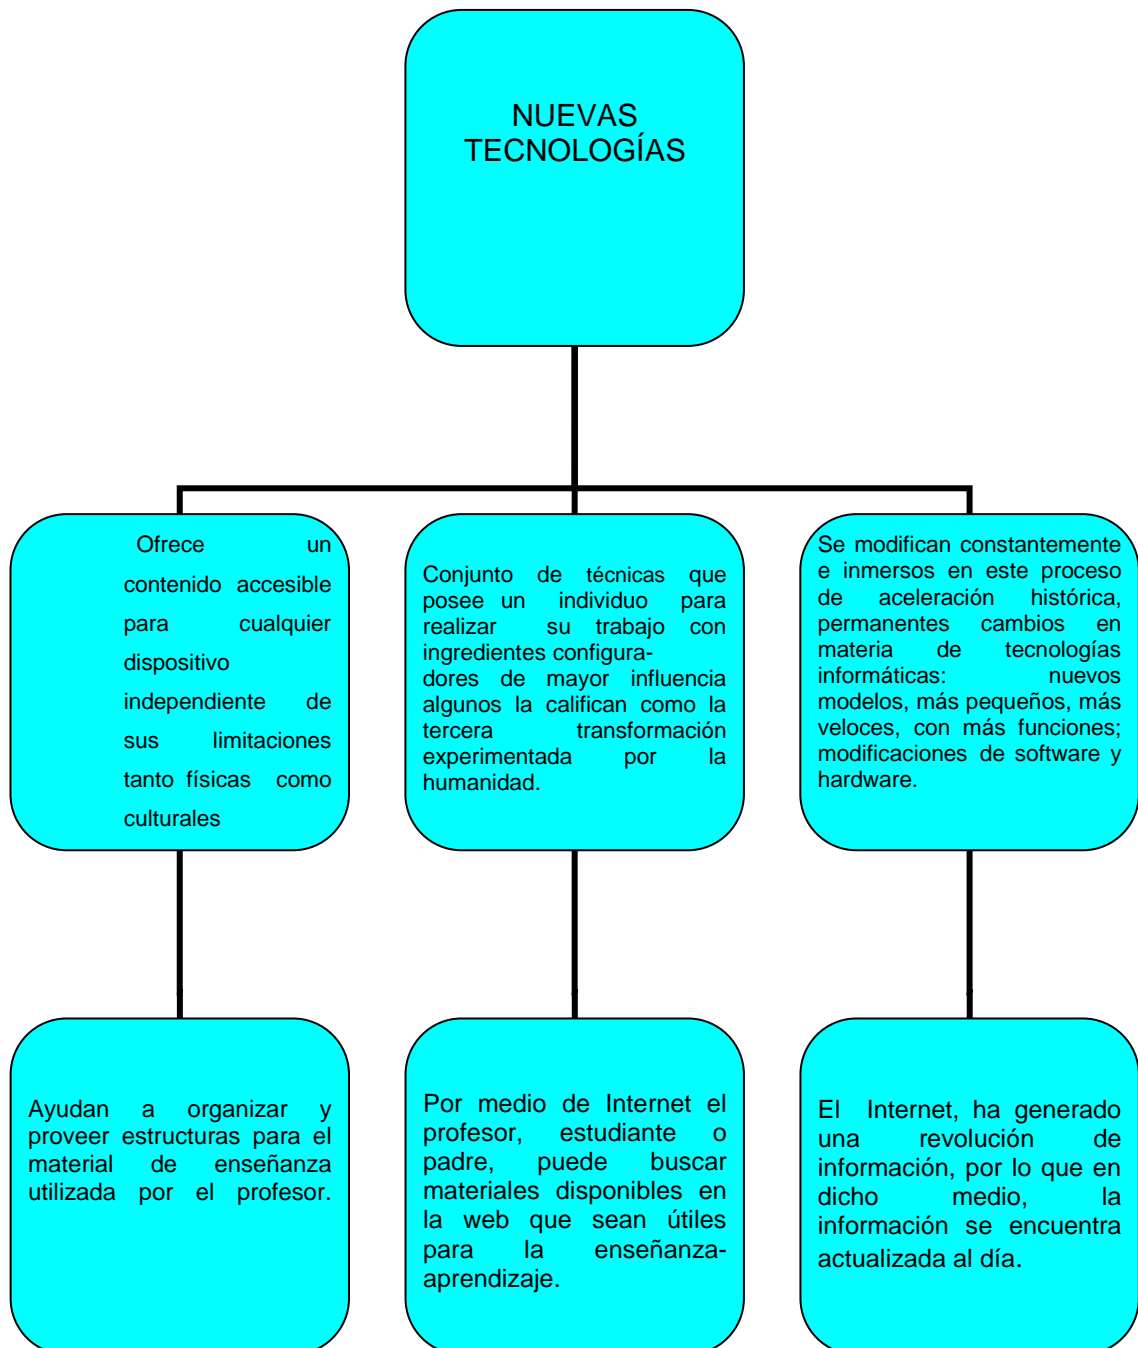 NUEVAS
TECNOLOGÍAS
Ofrece un
contenido accesible
para cualquier
dispositivo
independiente de
sus limitaciones
tanto físicas como
culturales
Conjunto de técnicas que
posee un individuo para
realizar su trabajo con
ingredientes configura-
dores de mayor influencia
algunos la califican como la
tercera transformación
experimentada por la
humanidad.
Se modifican constantemente
e inmersos en este proceso
de aceleración histórica,
permanentes cambios en
materia de tecnologías
informáticas: nuevos
modelos, más pequeños, más
veloces, con más funciones;
modificaciones de software y
hardware.
Ayudan a organizar y
proveer estructuras para el
material de enseñanza
utilizada por el profesor.
Por medio de Internet el
profesor, estudiante o
padre, puede buscar
materiales disponibles en
la web que sean útiles
para la enseñanza-
aprendizaje.
El Internet, ha generado
una revolución de
información, por lo que en
dicho medio, la
información se encuentra
actualizada al día.